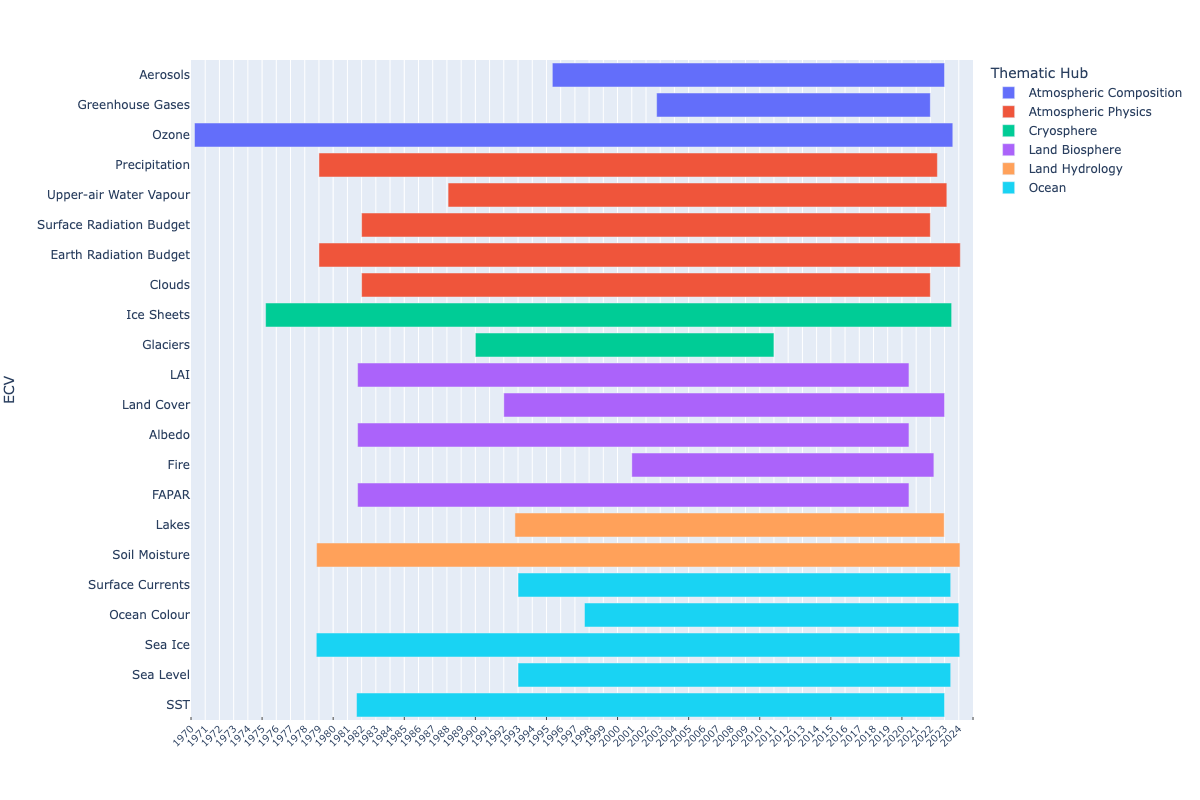 Aerosols
Greenhouse Gases
Ozone
Precipitation
Upper-air Water Vapour
Surface Radiation Budget
Earth Radiation Budget
Clouds
Ice Sheets
Glaciers
LAI
Land Cover
Albedo
Fire
FAPAR
Lakes
Soil Moisture
Surface Currents
Ocean Colour
Sea Ice
Sea Level
SST
ECV
1970 1971 1972 1973 1974 1975 1976 1977 1978 1979 1980 1981 1982 1983 1984 1985 1986 1987 1988 1989 1990 1991 1992 1993 1994 1995 1996 1997 1998 1999 2000 2001 2002 2003 2004 2005 2006 2007 2008 2009 2010 2011 2012 2013 2014 2015 2016 2017 2018 2019 2020 2021 2022 2023 2024
Thematic Hub
Atmospheric Composition
Atmospheric Physics
Cryosphere
Land Biosphere
Land Hydrology
Ocean